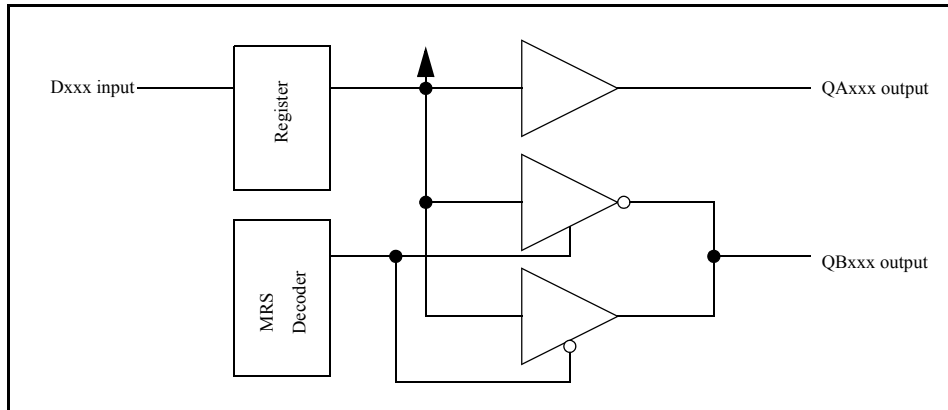 Dxxx input
Register
QAxxx output
MRS
Decoder
QBxxx output